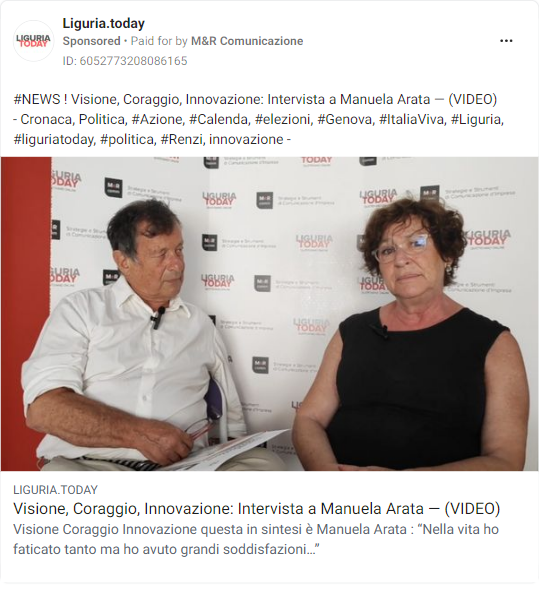 LIGURIA
TODAY
Liguria.today
Sponsored • Paid for by M&R Comunicazione
ID: 6052773208086165
#NEWS ! Visione, Coraggio, Innovazione: Intervista a Manuela Arata — (VIDEO)
- Cronaca, Politica, #Azione, #Calenda, #elezioni, #Genova, #ItaliaViva, #Liguria,
#liguriatoday, #politica, #Renzi, innovazione -
LIGURIA
TODAY
M&R
Strategie e Strumenti
di Comunicazione d'Impresa
LIGURIA.TODAY
Visione, Coraggio, Innovazione: Intervista a Manuela Arata — (VIDEO)
Visione Coraggio Innovazione questa in sintesi è Manuela Arata : “Nella vita ho
faticato tanto ma ho avuto grandi soddisfazioni…”